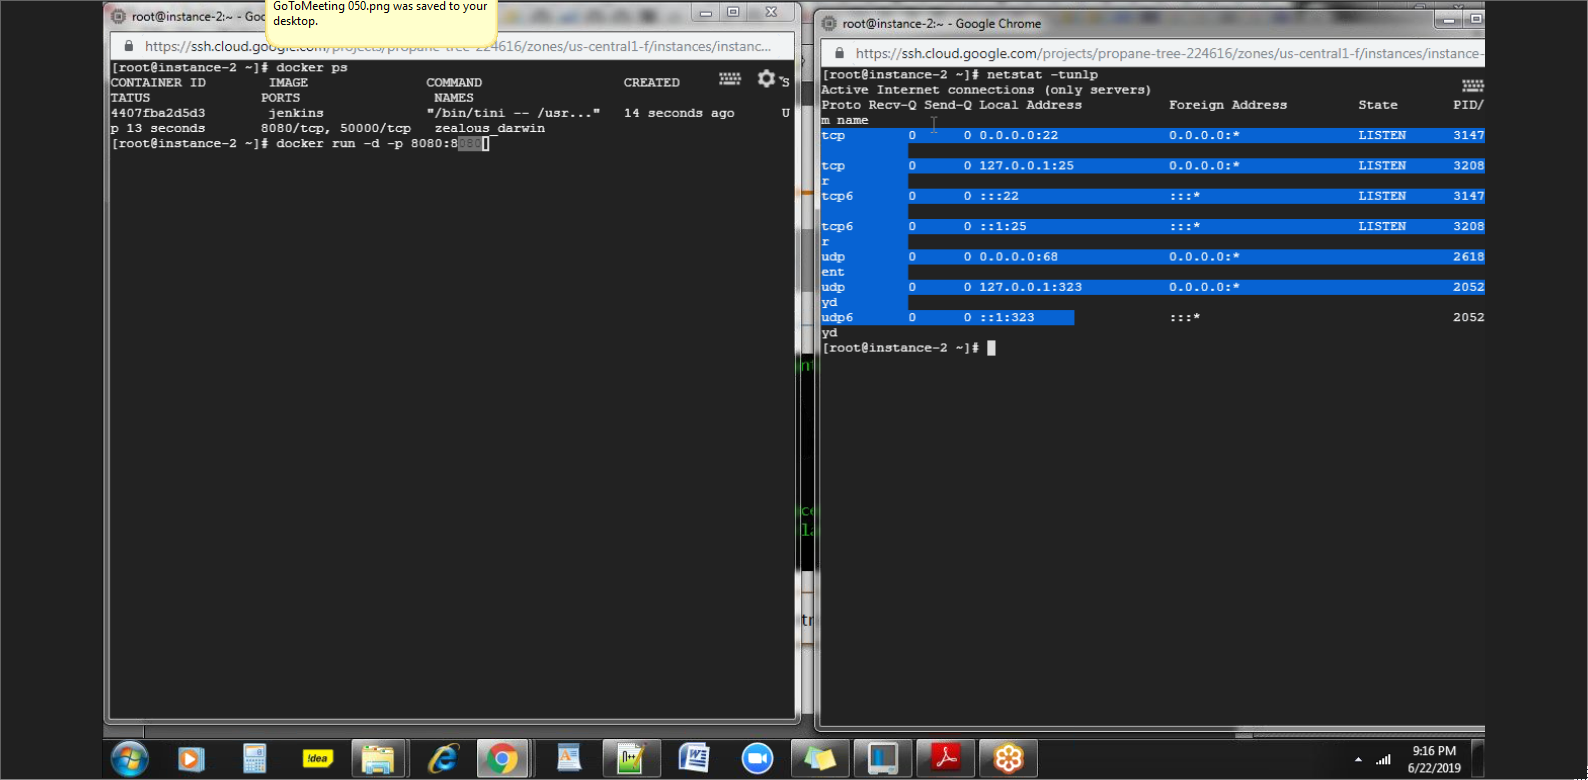 GoToMeeting 050.png was saved to your
desktop.
root@instance-2:~ - Goo
https://ssh.cloud.google.com/projects/propane-tree-224616/zones/us-central1-f/instances/instanc...
[root@instance-2 ~]# docker ps
CONTAINER ID IMAGE COMMAND CREATED S
TATUS PORTS NAMES
4407fba2d5d3 jenkins "/bin/tini -- /usr..." 14 seconds ago U
p 13 seconds 8080/tcp, 50000/tcp zealous_darwin
[root@instance-2 ~]# docker run -d -p 8080:8080
root@instance-2:~ - Google Chrome
https://ssh.cloud.google.com/projects/propane-tree-224616/zones/us-central1-f/instances/instance-
[root@instance-2 ~]# netstat -tunlp
Active Internet connections (only servers)
Proto Recv-Q Send-Q Local Address Foreign Address State PID/
m name
tcp 0 0 0.0.0.0:22 0.0.0.0:* LISTEN 3147
tcp 0 0 127.0.0.1:25 0.0.0.0:* LISTEN 3208
r
tcp6 0 0 :::22 :::* LISTEN 3147
tcp6 0 0 ::1:25 :::* LISTEN 3208
r
udp 0 0 0.0.0.0:68 0.0.0.0:* 2618
ent
udp 0 0 127.0.0.1:323 0.0.0.0:* 2052
yd
udp6 0 0 ::1:323 :::* 2052
yd
[root@instance-2 ~]#
!dea
9:16 PM
6/22/2019